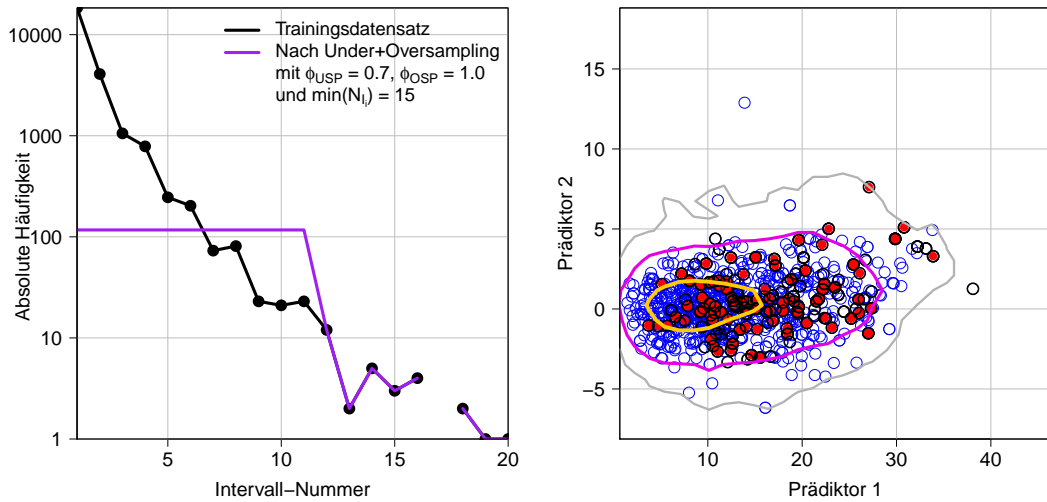 Absolute Häufigkeit
10000
1000
100
10
1
Trainingsdatensatz
Nach Under+Oversampling
mit ϕUSP = 0.7, ϕOSP = 1.0
und min(NIi) = 15
5
10
15
20
Intervall−Nummer
Prädiktor 2
15
10
5
0
−5
10
20
30
40
Prädiktor 1